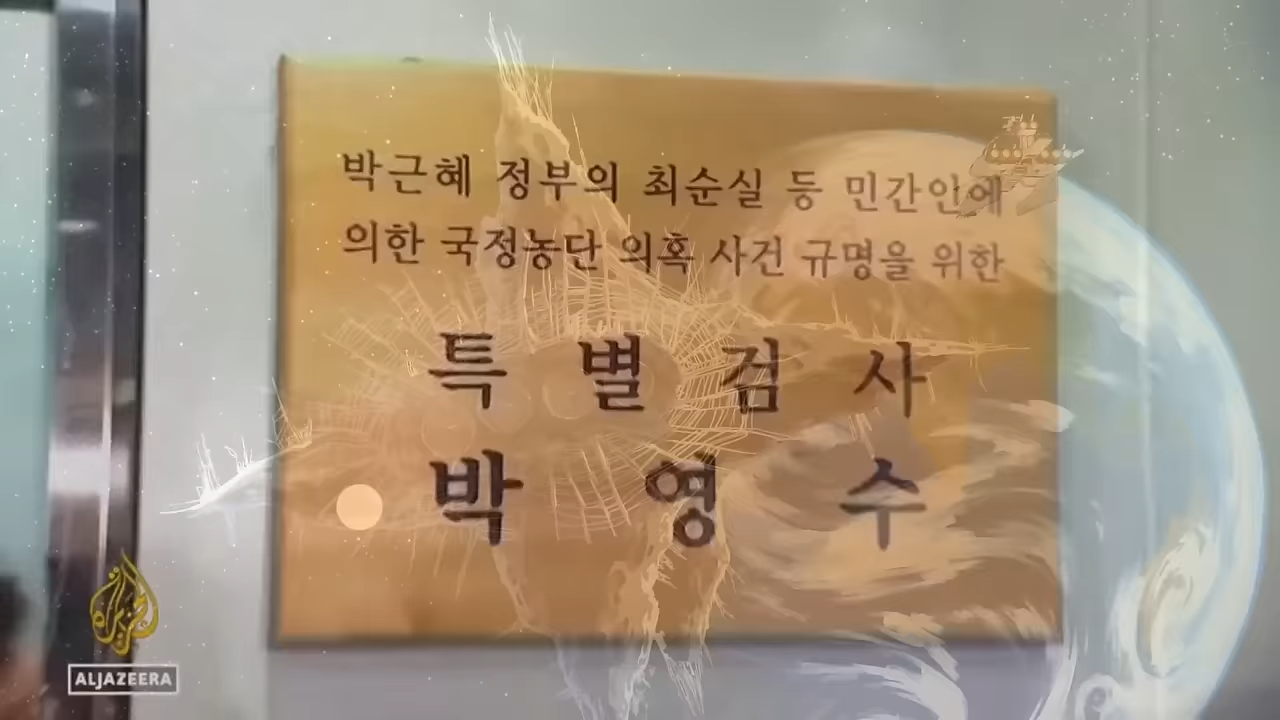 박근혜 정부의 최순실 등 민간인에
의한 국정농단 의혹 사건 규명을 위한
특별검사
박영수
ALJAZEERA